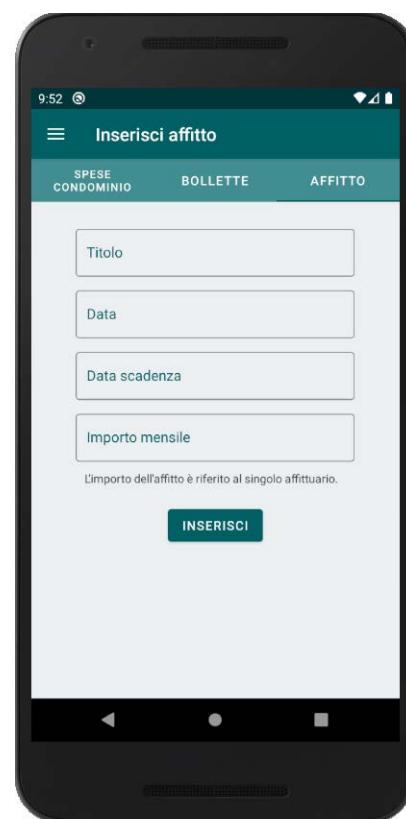 9:52
Inserisci affitto
SPESE
CONDOMINIO
BOLLETTE
AFFITTO
Titolo
Data
Data scadenza
Importo mensile
L'importo dell'affitto è riferito al singolo affittuario.
INSERISCI